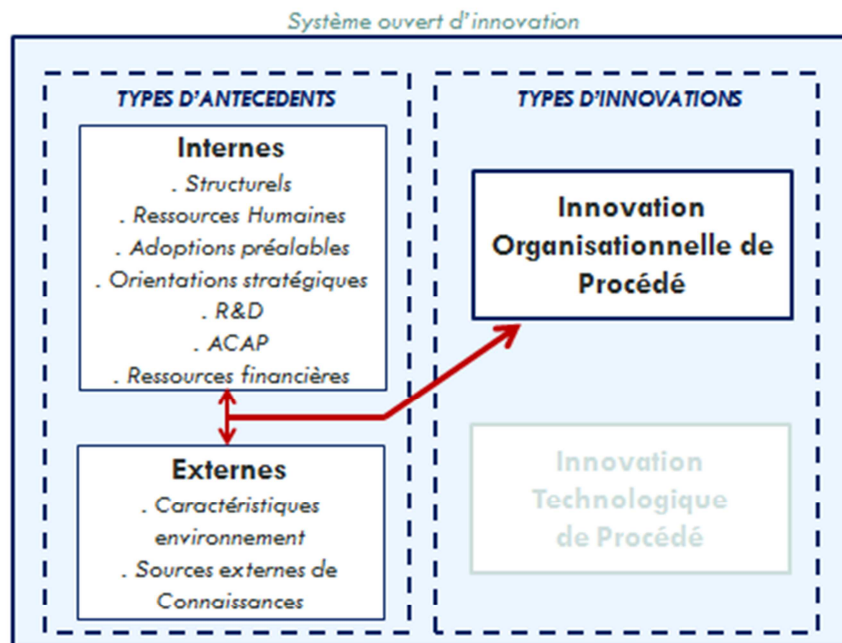 Système ouvert d'innovation
TYPES D'ANTECEDENTS
Internes
. Structurels
. Ressources Humaines
. Adoptions préalables
. Orientations stratégiques
. R&D
. ACAP
. Ressources financières
Externes
. Caractéristiques
environnement
. Sources externes de
Connaissances
TYPES D'INNOVATIONS
Innovation
Organisationnelle de
Procédé
Innovation
Technologique
de Procédé